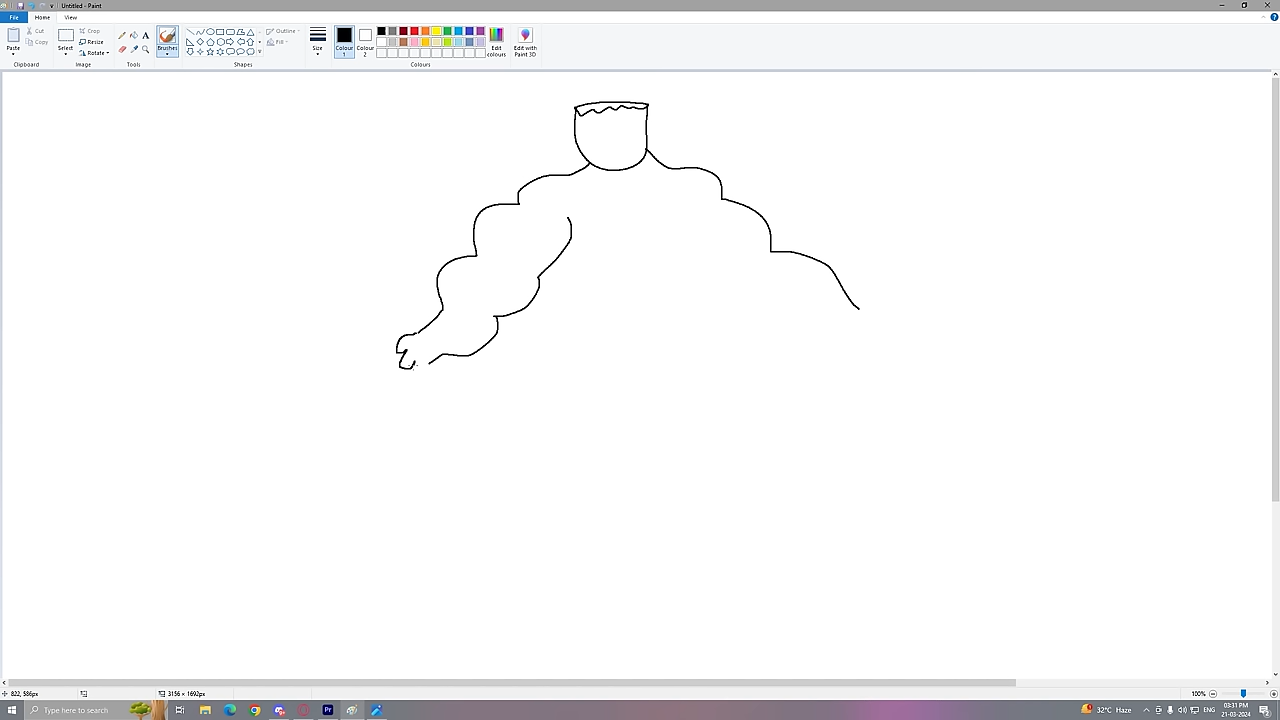 Untitled - Paint
File Home View
Paste Cut Copy Select Crop Resize Rotate Brushes Outline Fill Size Colour 1 Colour 2 Edit colours Edit with Paint 3D
Clipboard Image Tools Shapes Colours
822, 586px 3156 × 1692px 100%
Type here to search Pr 32°C Haze ENG 03:31 PM 21-03-2024